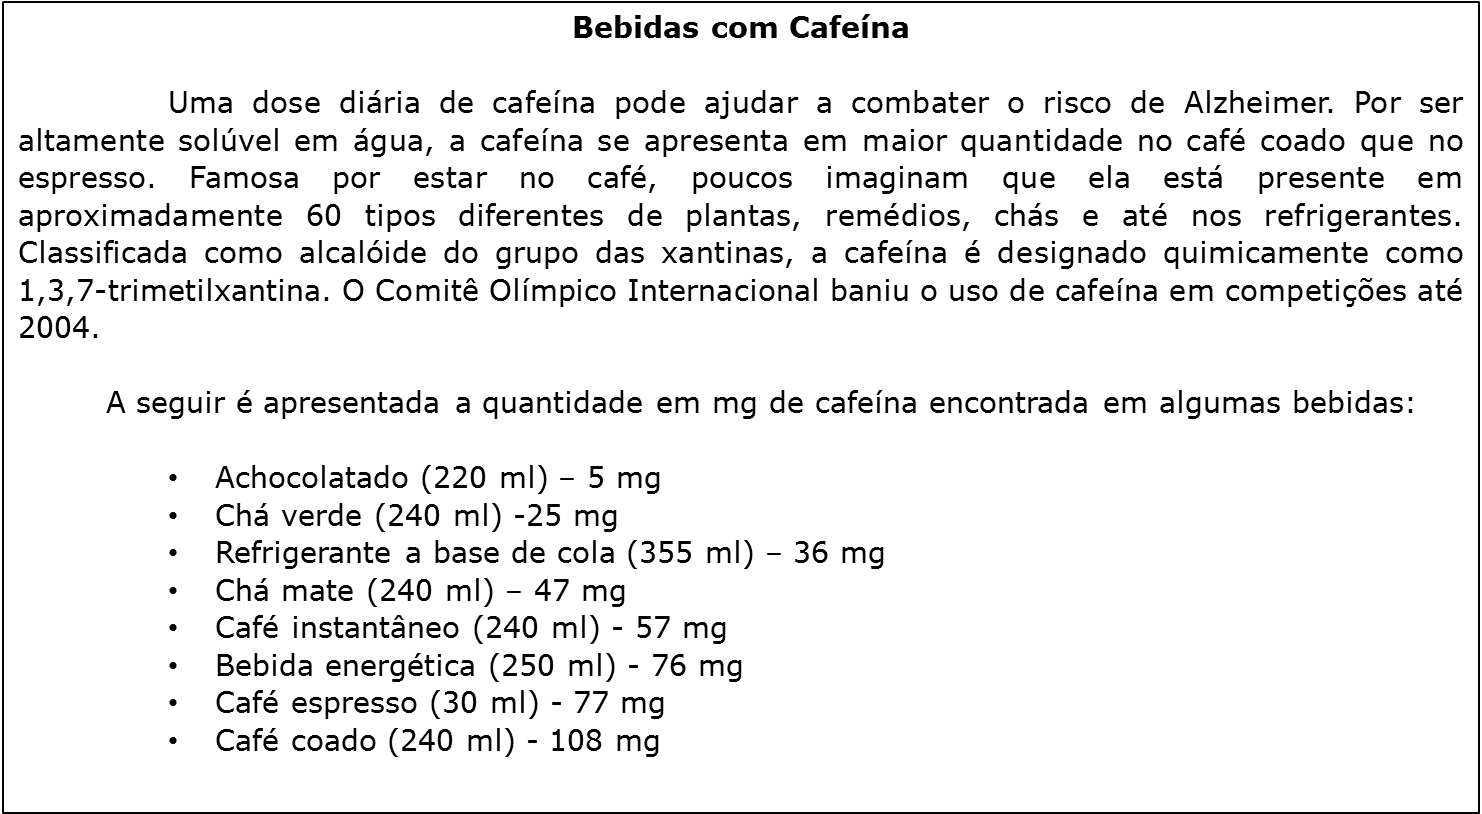 Bebidas com Cafeína
Uma dose diária de cafeína pode ajudar a combater o risco de Alzheimer. Por ser
altamente solúvel em água, a cafeína se apresenta em maior quantidade no café coado que no
espresso. Famosa por estar no café, poucos imaginam que ela está presente em
aproximadamente 60 tipos diferentes de plantas, remédios, chás e até nos refrigerantes.
Classificada como alcalóide do grupo das xantinas, a cafeína é designado quimicamente como
1,3,7-trimetilxantina. O Comitê Olímpico Internacional baniu o uso de cafeína em competições até
2004.
A seguir é apresentada a quantidade em mg de cafeína encontrada em algumas bebidas:
• Achocolatado (220 ml) – 5 mg
• Chá verde (240 ml) -25 mg
• Refrigerante a base de cola (355 ml) – 36 mg
• Chá mate (240 ml) – 47 mg
• Café instantâneo (240 ml) - 57 mg
• Bebida energética (250 ml) - 76 mg
• Café espresso (30 ml) - 77 mg
• Café coado (240 ml) - 108 mg